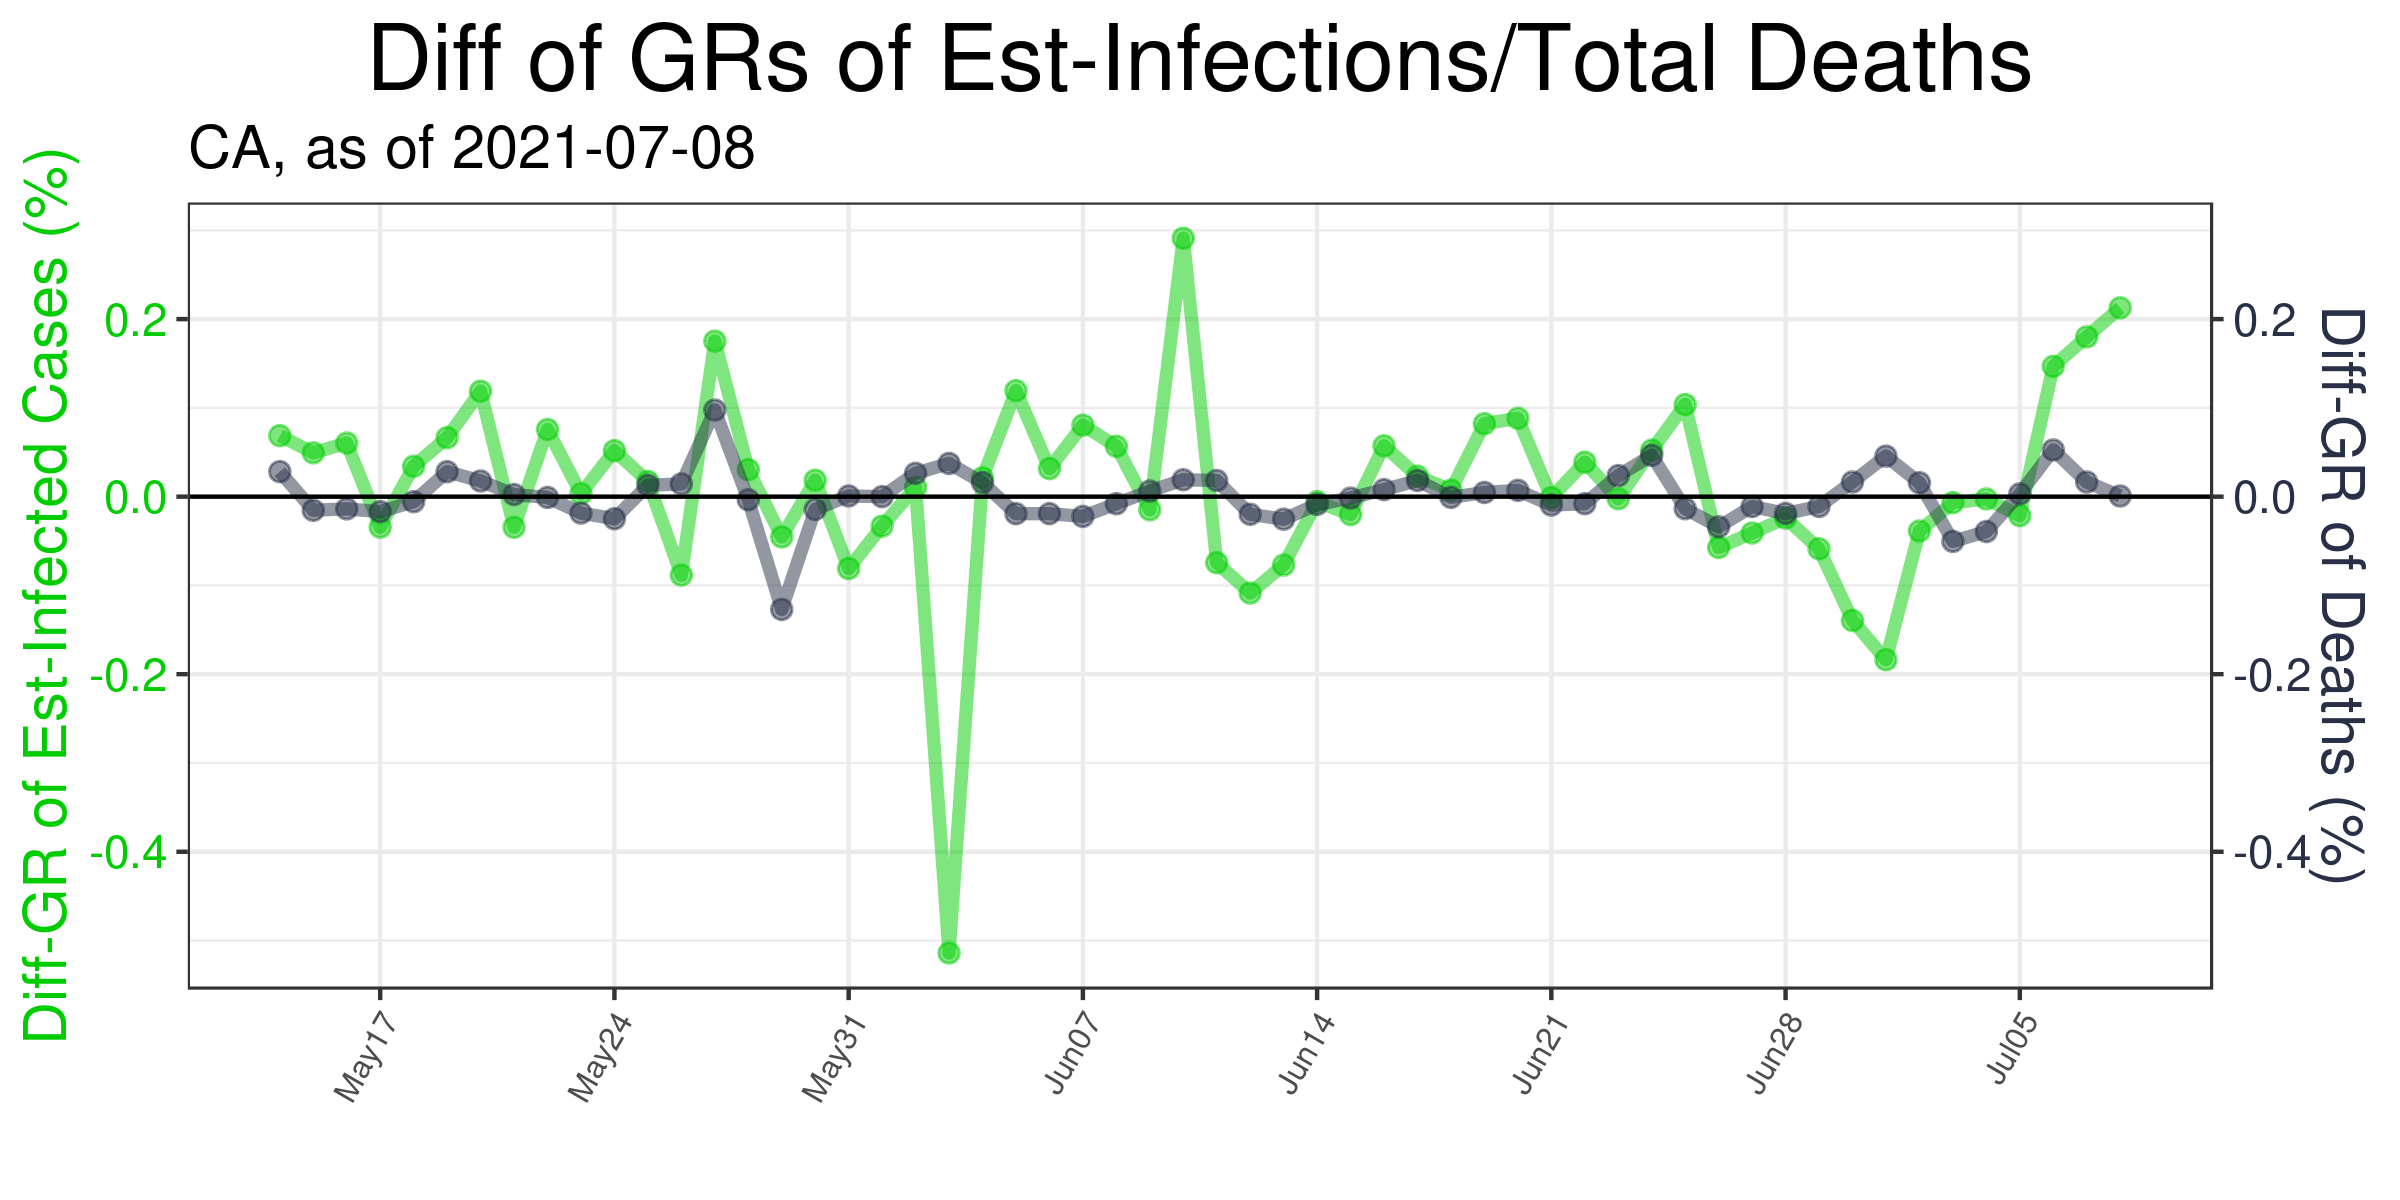 Diff of GRs of Est-Infections/Total Deaths
CA, as of 2021-07-08
Diff-GR of Est-Infected Cases (%)
0.2
0.0
-0.2
-0.4
0.2
0.0
-0.2
-0.4
Diff-GR of Deaths (%)
May17
May24
May31
Jun07
Jun14
Jun21
Jun28
Jul05